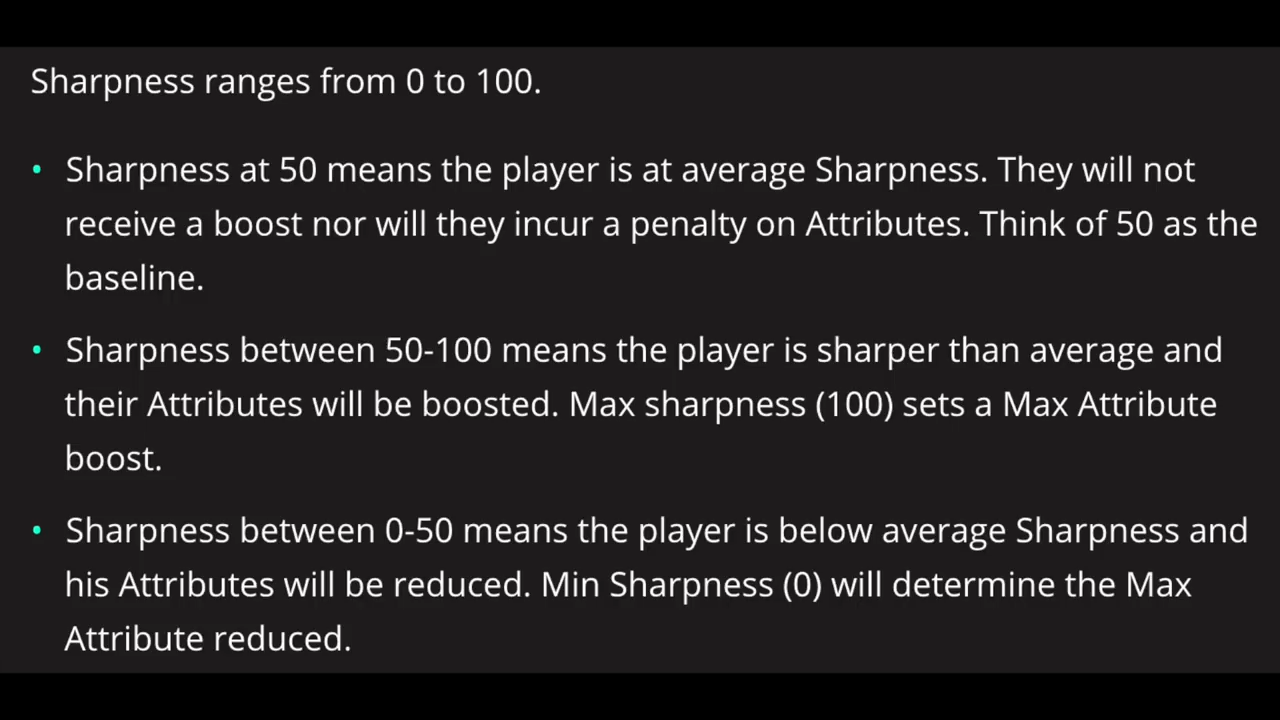 Sharpness ranges from 0 to 100.
• Sharpness at 50 means the player is at average Sharpness. They will not
receive a boost nor will they incur a penalty on Attributes. Think of 50 as the
baseline.
• Sharpness between 50-100 means the player is sharper than average and
their Attributes will be boosted. Max sharpness (100) sets a Max Attribute
boost.
• Sharpness between 0-50 means the player is below average Sharpness and
his Attributes will be reduced. Min Sharpness (0) will determine the Max
Attribute reduced.